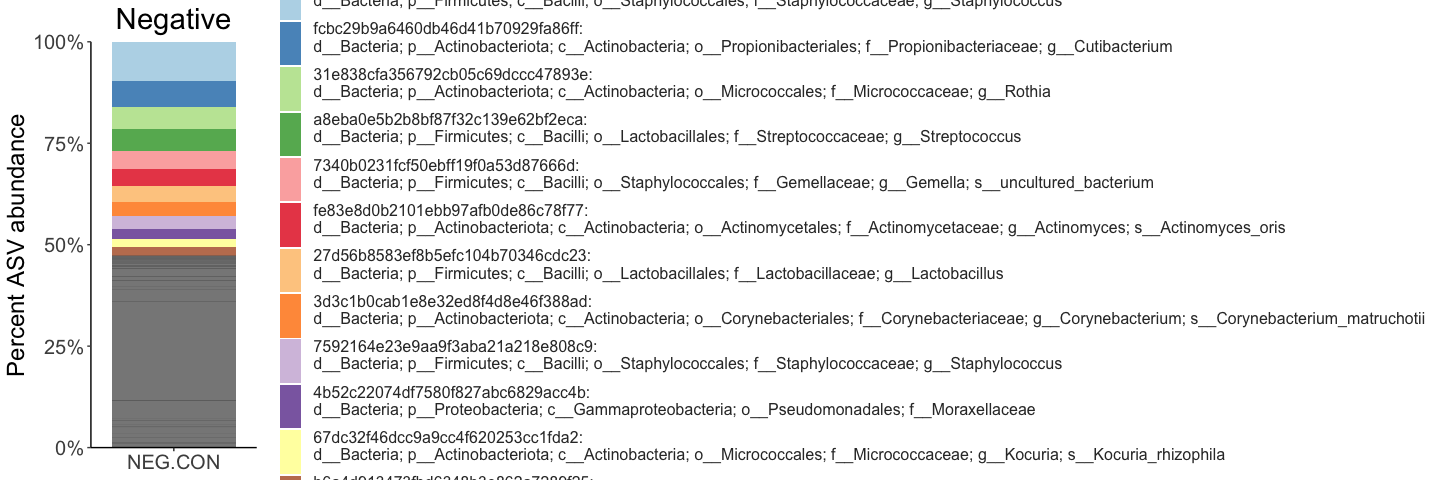 Negative
Percent ASV abundance
100%
75%
50%
25%
0%
NEG.CON
d__Bacteria; p__Firmicutes; c__Bacilli; o__Staphylococcales; f__Staphylococcaceae; g__Staphylococcus
fcbc29b9a6460db46d41b70929fa86ff:
d__Bacteria; p__Actinobacteriota; c__Actinobacteria; o__Propionibacteriales; f__Propionibacteriaceae; g__Cutibacterium
31e838cfa356792cb05c69dccc47893e:
d__Bacteria; p__Actinobacteriota; c__Actinobacteria; o__Micrococcales; f__Micrococcaceae; g__Rothia
a8eba0e5b2b8bf87f32c139e62bf2eca:
d__Bacteria; p__Firmicutes; c__Bacilli; o__Lactobacillales; f__Streptococcaceae; g__Streptococcus
7340b0231fcf50ebff19f0a53d87666d:
d__Bacteria; p__Firmicutes; c__Bacilli; o__Staphylococcales; f__Gemellaceae; g__Gemella; s__uncultured_bacterium
fe83e8d0b2101ebb97afb0de86c78f77:
d__Bacteria; p__Actinobacteriota; c__Actinobacteria; o__Actinomycetales; f__Actinomycetaceae; g__Actinomyces; s__Actinomyces_oris
27d56b8583ef8b5efc104b70346cdc23:
d__Bacteria; p__Firmicutes; c__Bacilli; o__Lactobacillales; f__Lactobacillaceae; g__Lactobacillus
3d3c1b0cab1e8e32ed8f4d8e46f388ad:
d__Bacteria; p__Actinobacteriota; c__Actinobacteria; o__Corynebacteriales; f__Corynebacteriaceae; g__Corynebacterium; s__Corynebacterium_matruchotii
7592164e23e9aa9f3aba21a218e808c9:
d__Bacteria; p__Firmicutes; c__Bacilli; o__Staphylococcales; f__Staphylococcaceae; g__Staphylococcus
4b52c22074df7580f827abc6829acc4b:
d__Bacteria; p__Proteobacteria; c__Gammaproteobacteria; o__Pseudomonadales; f__Moraxellaceae
67dc32f46dcc9a9cc4f620253cc1fda2:
d__Bacteria; p__Actinobacteriota; c__Actinobacteria; o__Micrococcales; f__Micrococcaceae; g__Kocuria; s__Kocuria_rhizophila